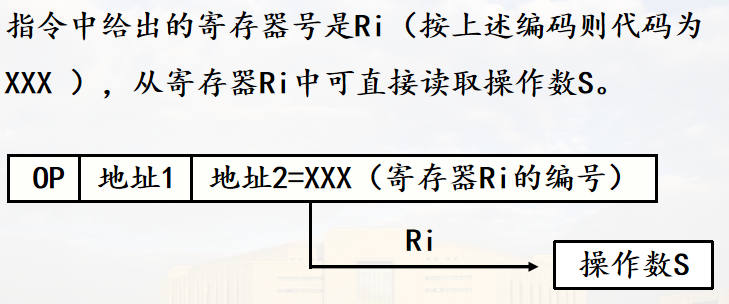 指令中给出的寄存器号是Ri（按上述编码则代码为
XXX ），从寄存器Ri中可直接读取操作数S。
OP 地址1 地址2=XXX（寄存器Ri的编号）
Ri
操作数S